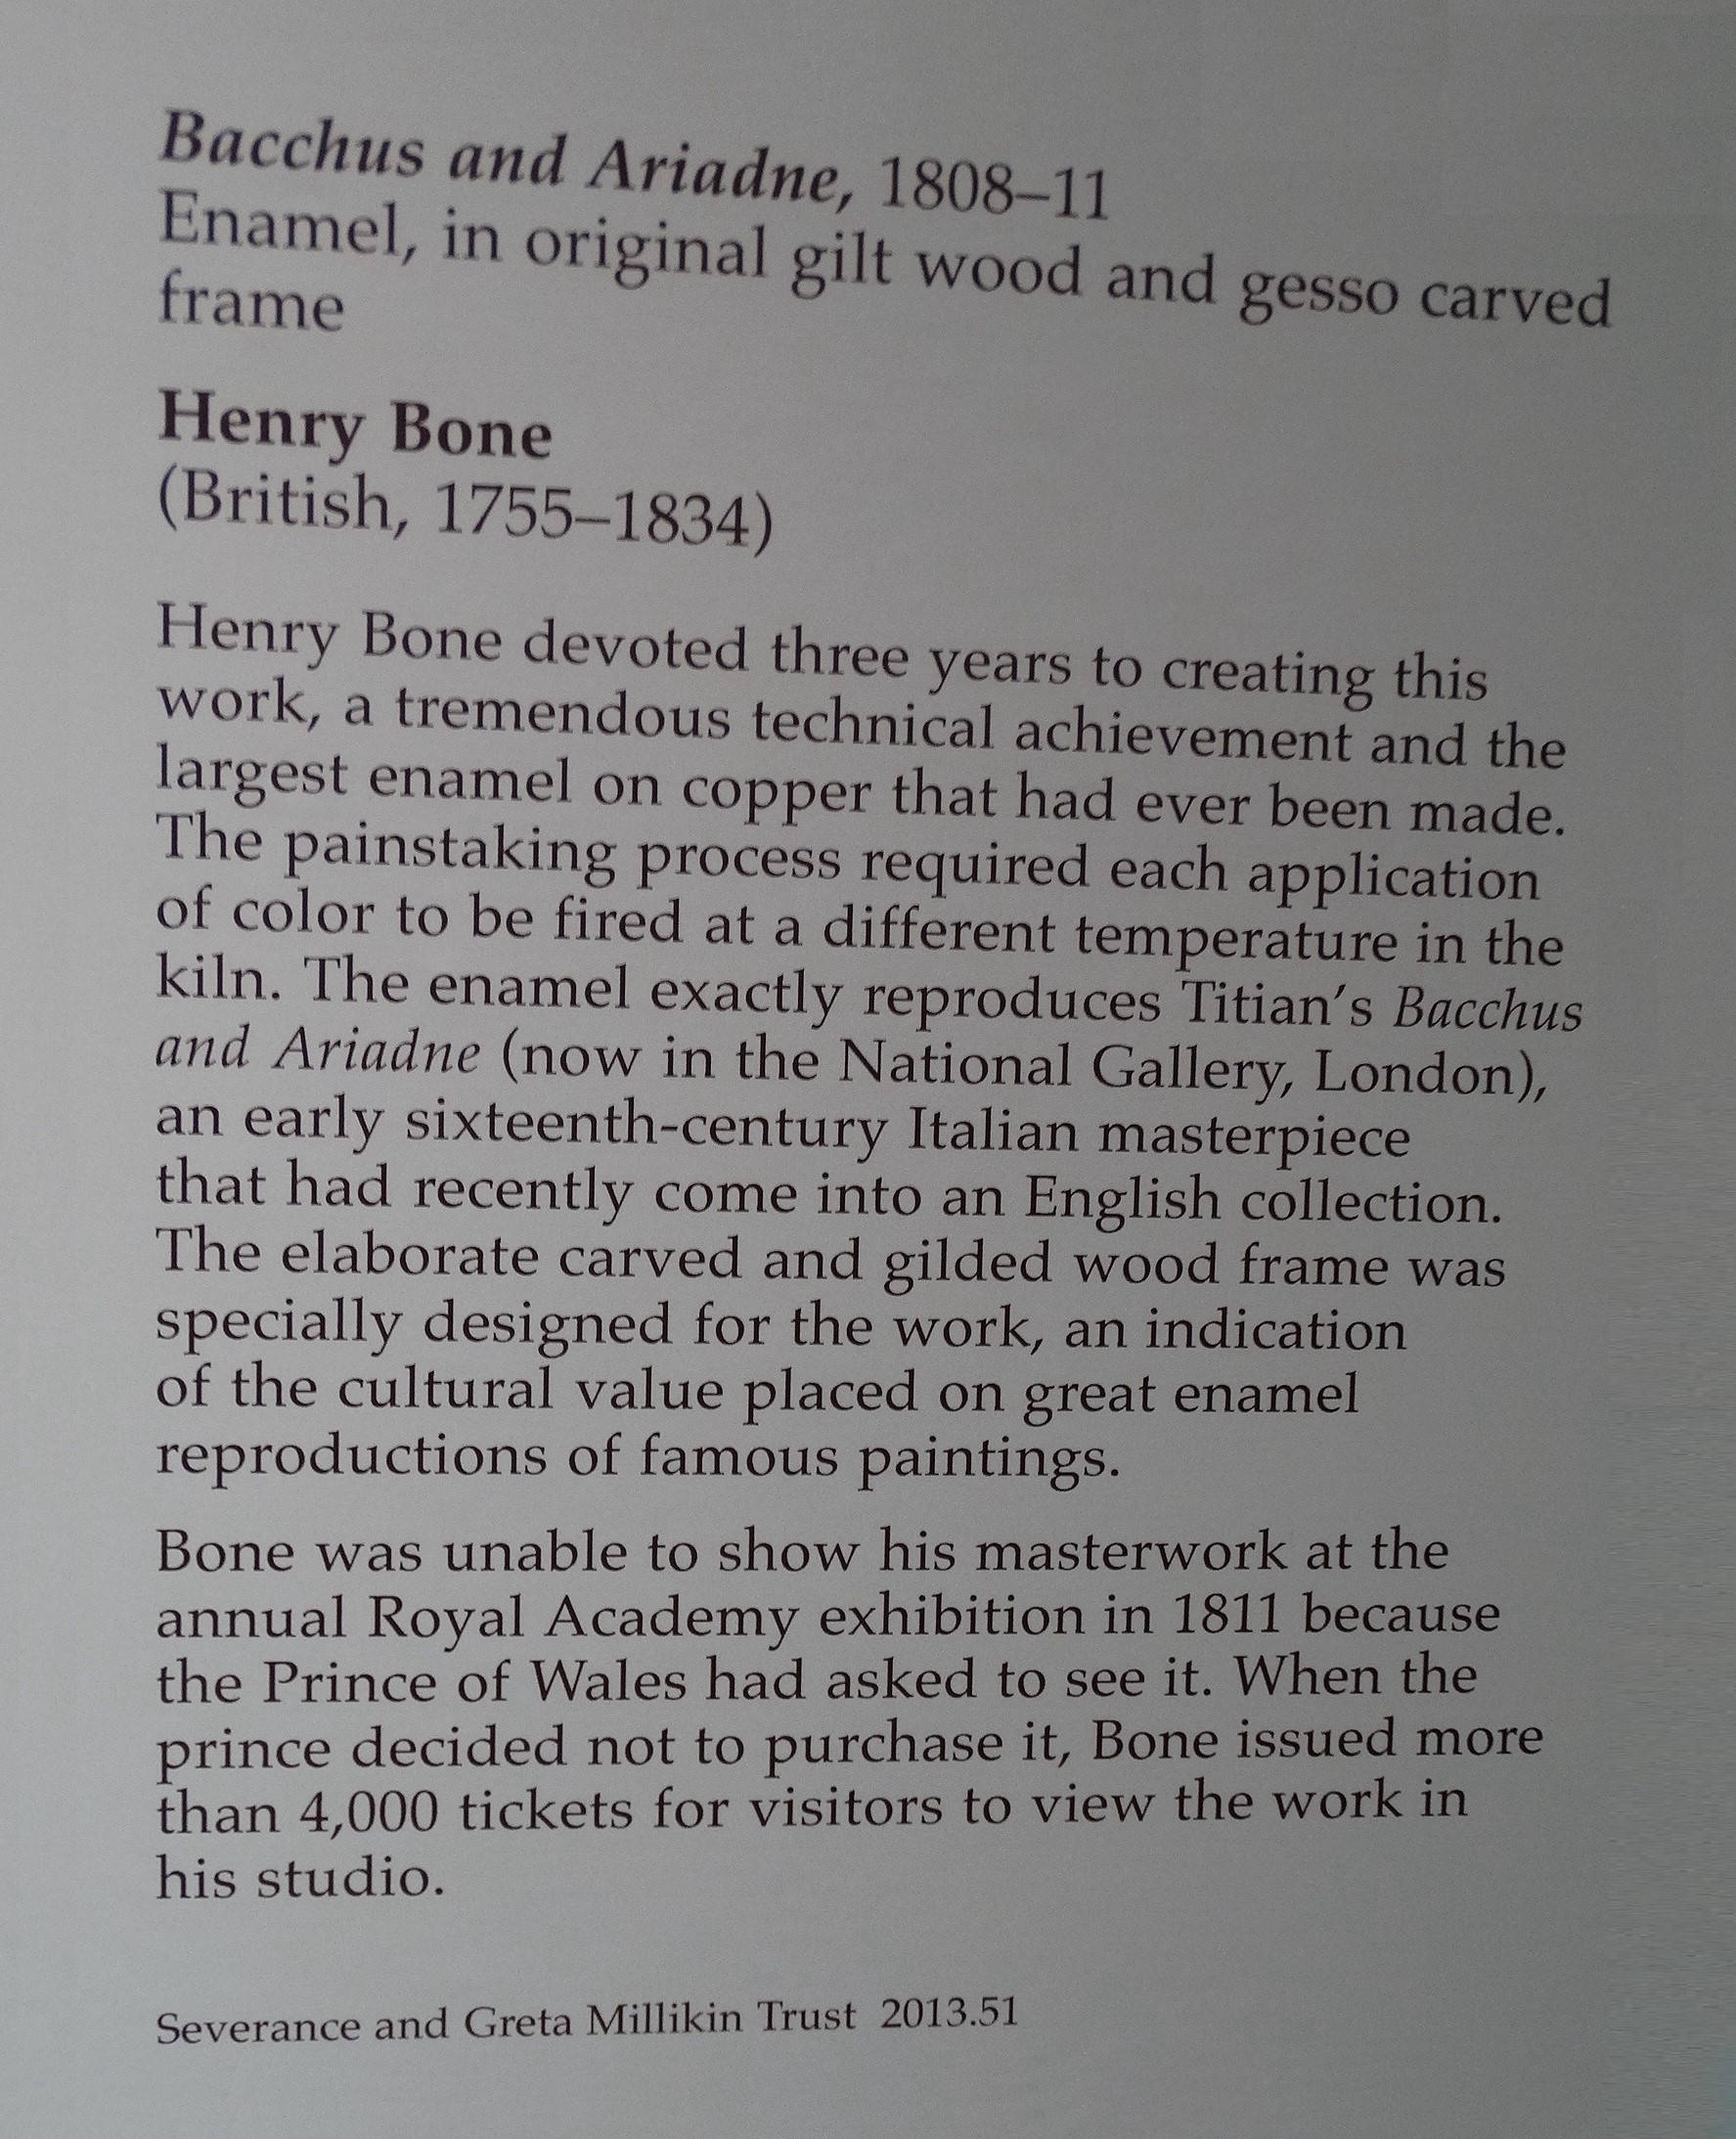 Bacchus and Ariadne, 1808–11
Enamel, in original gilt wood and gesso carved
frame
Henry Bone
(British, 1755–1834)
Henry Bone devoted three years to creating this
work, a tremendous technical achievement and the
largest enamel on copper that had ever been made.
The painstaking process required each application
of color to be fired at a different temperature in the
kiln. The enamel exactly reproduces Titian’s Bacchus
and Ariadne (now in the National Gallery, London),
an early sixteenth-century Italian masterpiece
that had recently come into an English collection.
The elaborate carved and gilded wood frame was
specially designed for the work, an indication
of the cultural value placed on great enamel
reproductions of famous paintings.
Bone was unable to show his masterwork at the
annual Royal Academy exhibition in 1811 because
the Prince of Wales had asked to see it. When the
prince decided not to purchase it, Bone issued more
than 4,000 tickets for visitors to view the work in
his studio.
Severance and Greta Millikin Trust 2013.51